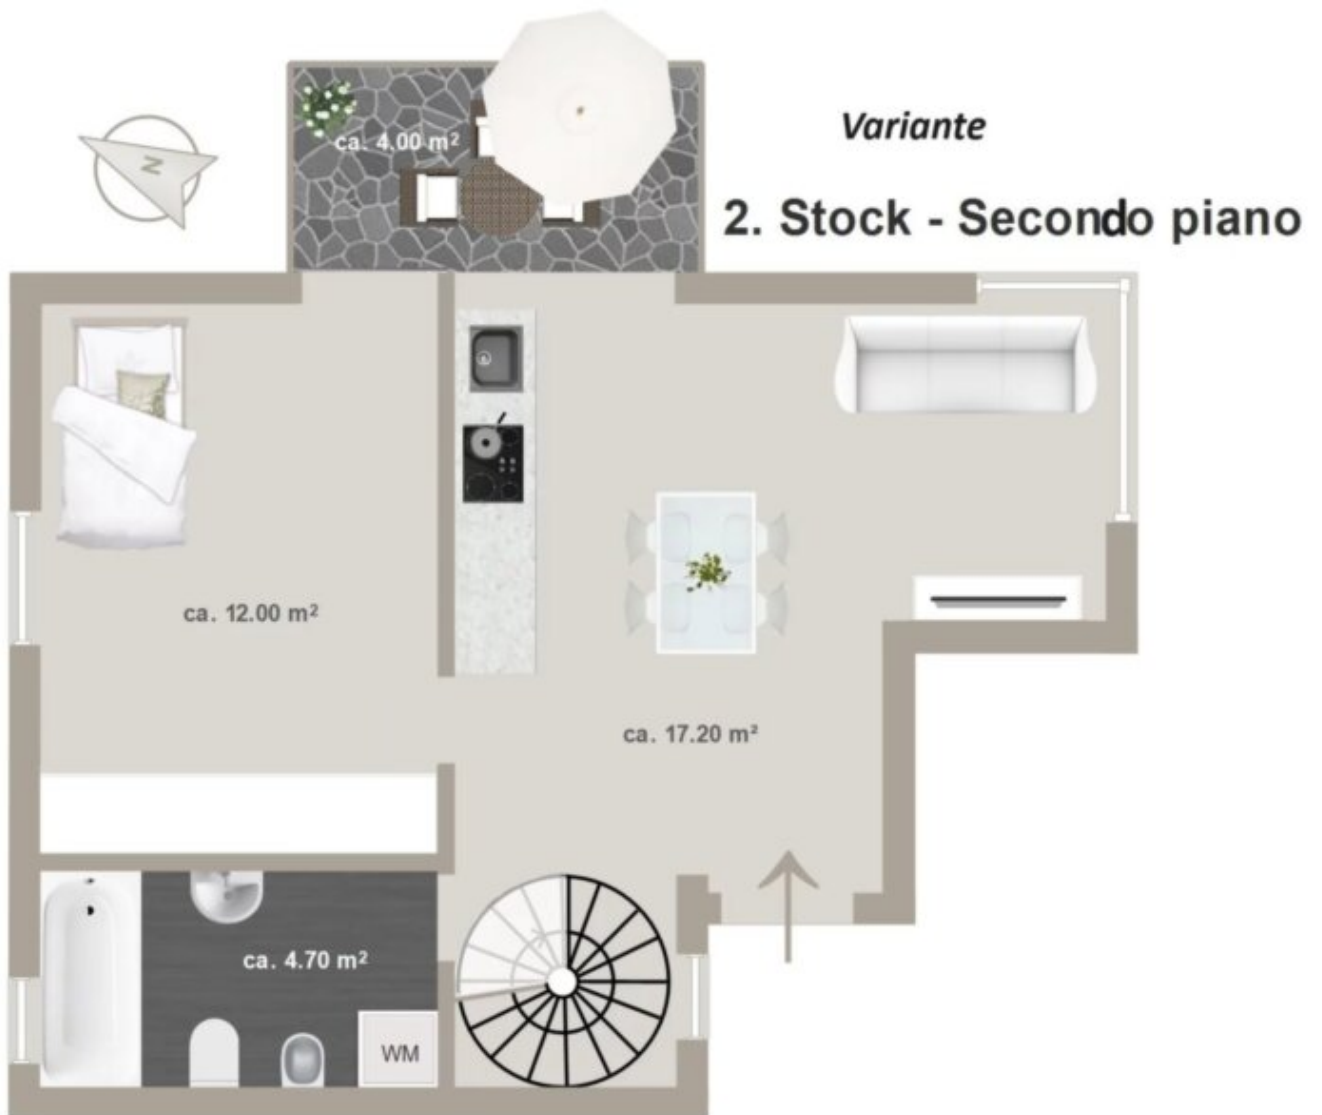 Variante
ca. 4.00 m²
N
2. Stock - Secondo piano
ca. 12.00 m²
ca. 17.20 m²
ca. 4.70 m²
WM